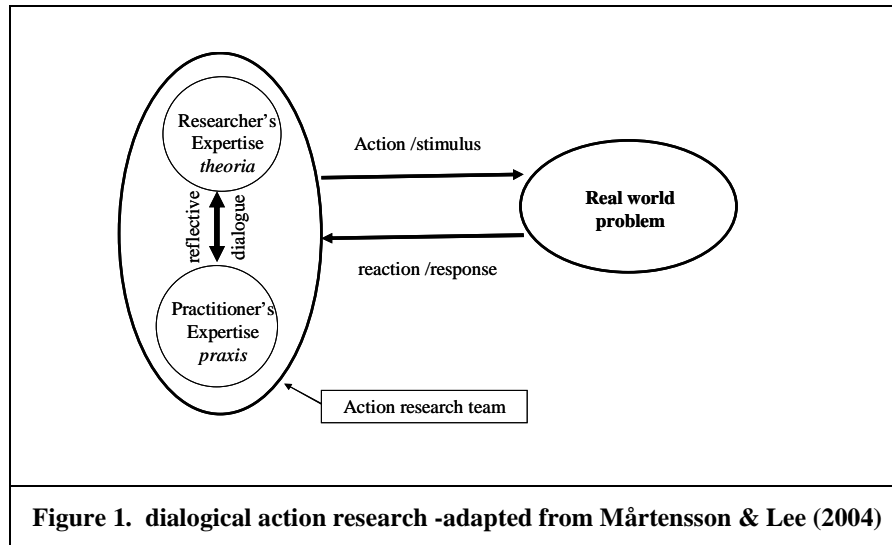 Researcher's
Expertise
theoria
reflective
dialogue
Practitioner's
Expertise
praxis
Action /stimulus
reaction /response
Real world
problem
Action research team
Figure 1. dialogical action research -adapted from Mårtensson & Lee (2004)